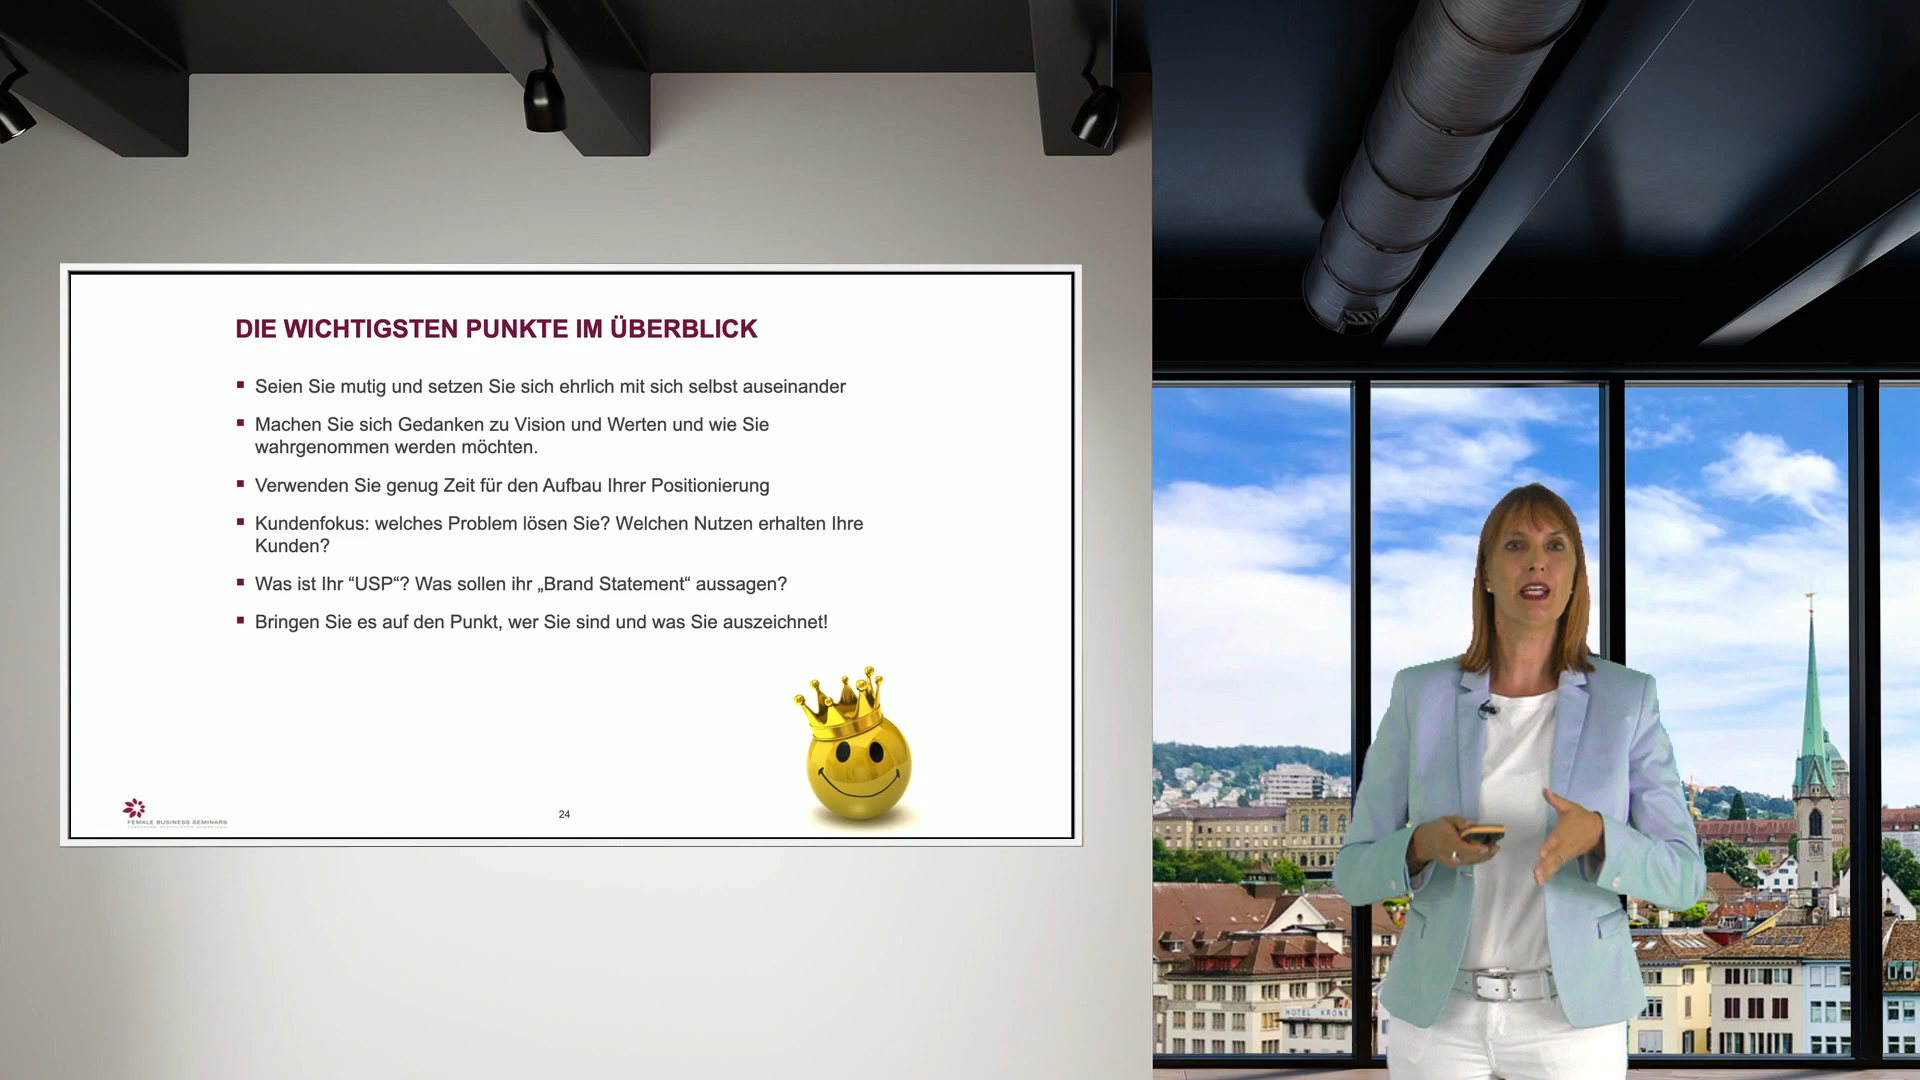 DIE WICHTIGSTEN PUNKTE IM ÜBERBLICK
▪ Seien Sie mutig und setzen Sie sich ehrlich mit sich selbst auseinander
▪ Machen Sie sich Gedanken zu Vision und Werten und wie Sie
wahrgenommen werden möchten.
▪ Verwenden Sie genug Zeit für den Aufbau Ihrer Positionierung
▪ Kundenfokus: welches Problem lösen Sie? Welchen Nutzen erhalten Ihre
Kunden?
▪ Was ist Ihr “USP“? Was sollen ihr „Brand Statement“ aussagen?
▪ Bringen Sie es auf den Punkt, wer Sie sind und was Sie auszeichnet!
FEMALE BUSINESS SEMINARS
24
HOTEL KRONE